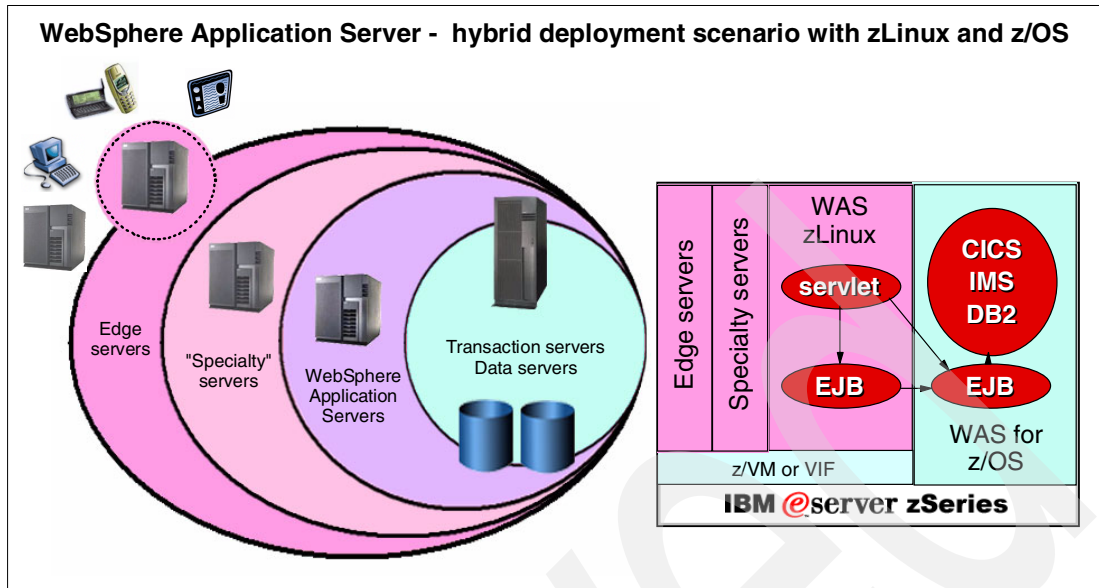 WebSphere Application Server - hybrid deployment scenario with zLinux and z/OS
Edge
servers
"Specialty"
servers
WebSphere
Application
Servers
Transaction servers
Data servers
Edge servers
Specialty servers
WAS
zLinux
servlet
EJB
CICS
IMS
DB2
EJB
WAS for
z/OS
z/VM or VIF
IBM eserver zSeries